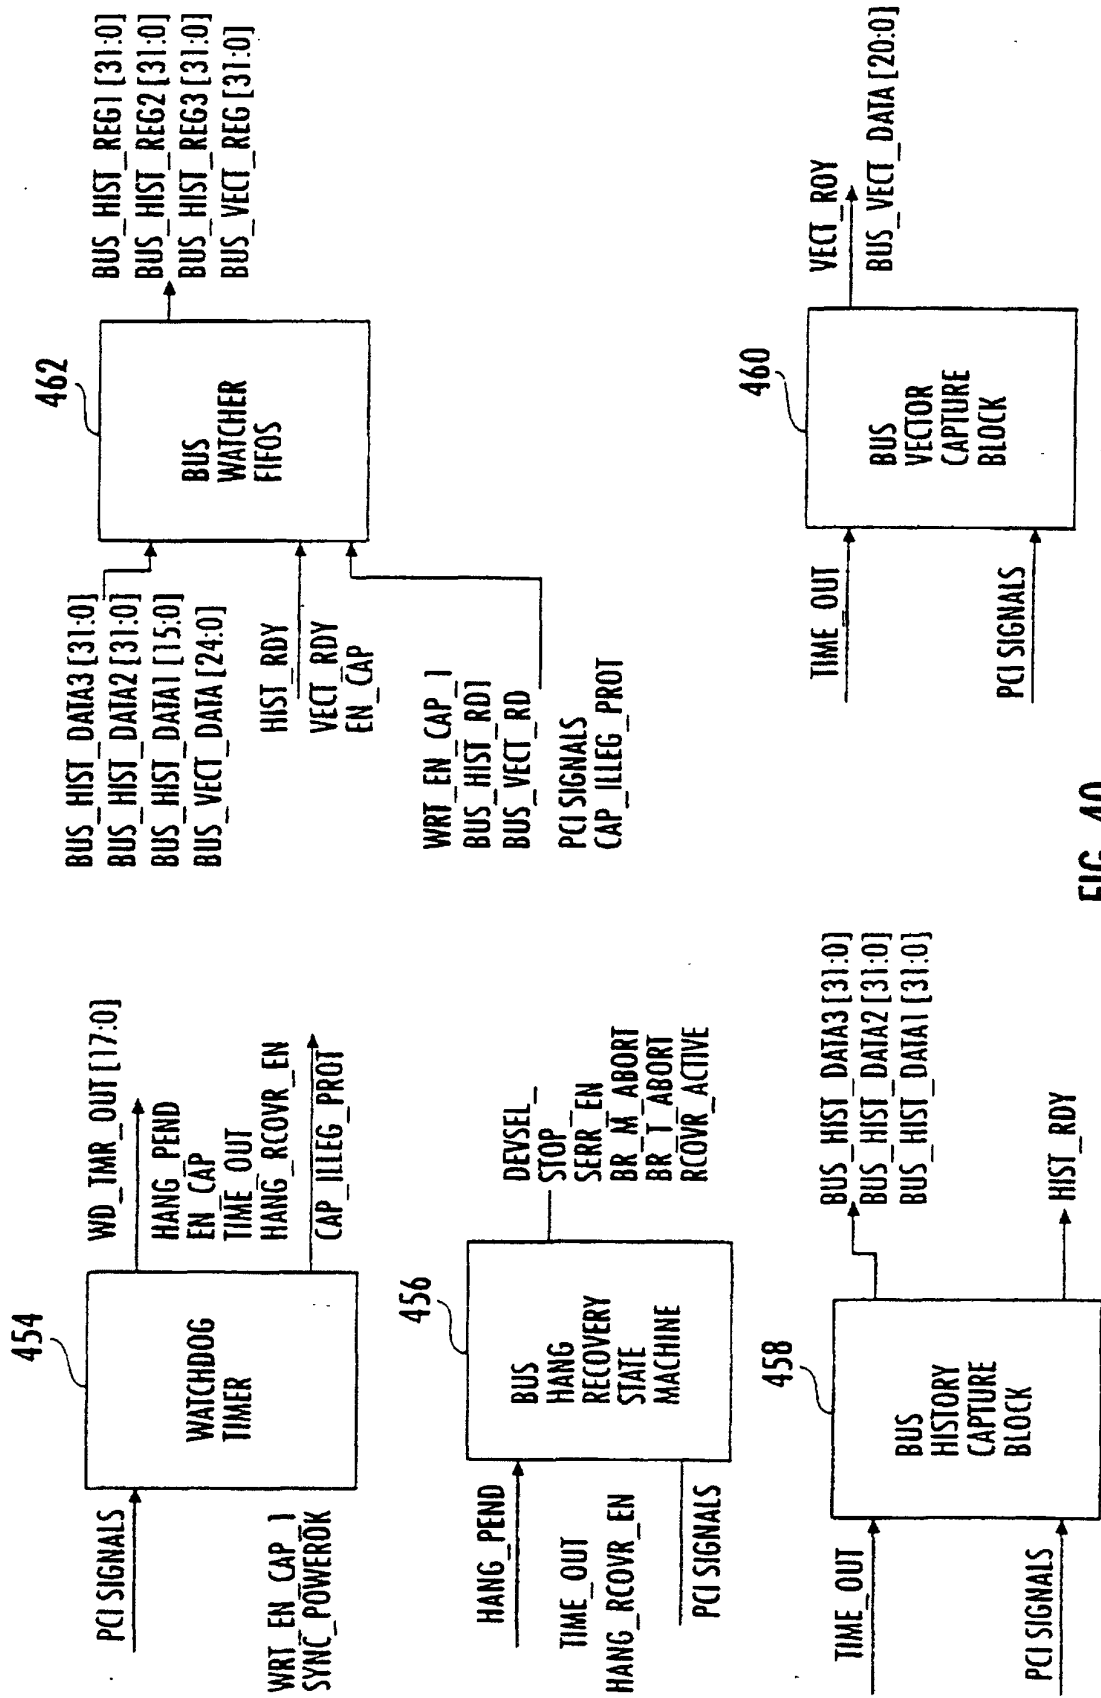 454
PCI SIGNALS
WRT_EN_CAP_1
SYNC_POWEROK
WATCHDOG
TIMER
WD_TMR_OUT [17:0]
HANG_PEND
EN_CAP
TIME_OUT
HANG_RCOVR_EN
CAP_ILLEG_PROT
456
HANG_PEND
TIME_OUT
HANG_RCOVR_EN
PCI SIGNALS
BUS
HANG
RECOVERY
STATE
MACHINE
DEVSEL_
STOP_
SERR_EN
BR_M_ABORT
BR_T_ABORT
RCOVR_ACTIVE
458
TIME_OUT
PCI SIGNALS
BUS
HISTORY
CAPTURE
BLOCK
BUS_HIST_DATA3 [31:0]
BUS_HIST_DATA2 [31:0]
BUS_HIST_DATA1 [31:0]
HIST_RDY
462
BUS_HIST_DATA3 [31:0]
BUS_HIST_DATA2 [31:0]
BUS_HIST_DATA1 [15:0]
BUS_VECT_DATA [24:0]
HIST_RDY
VECT_RDY
EN_CAP
WRT_EN_CAP_1
BUS_HIST_RD1
BUS_VECT_RD
PCI SIGNALS
CAP_ILLEG_PROT
BUS
WATCHER
FIFOS
BUS_HIST_REG1 [31:0]
BUS_HIST_REG2 [31:0]
BUS_HIST_REG3 [31:0]
BUS_VECT_REG [31:0]
460
TIME_OUT
PCI SIGNALS
BUS
VECTOR
CAPTURE
BLOCK
VECT_RDY
BUS_VECT_DATA [20:0]
FIG. 40